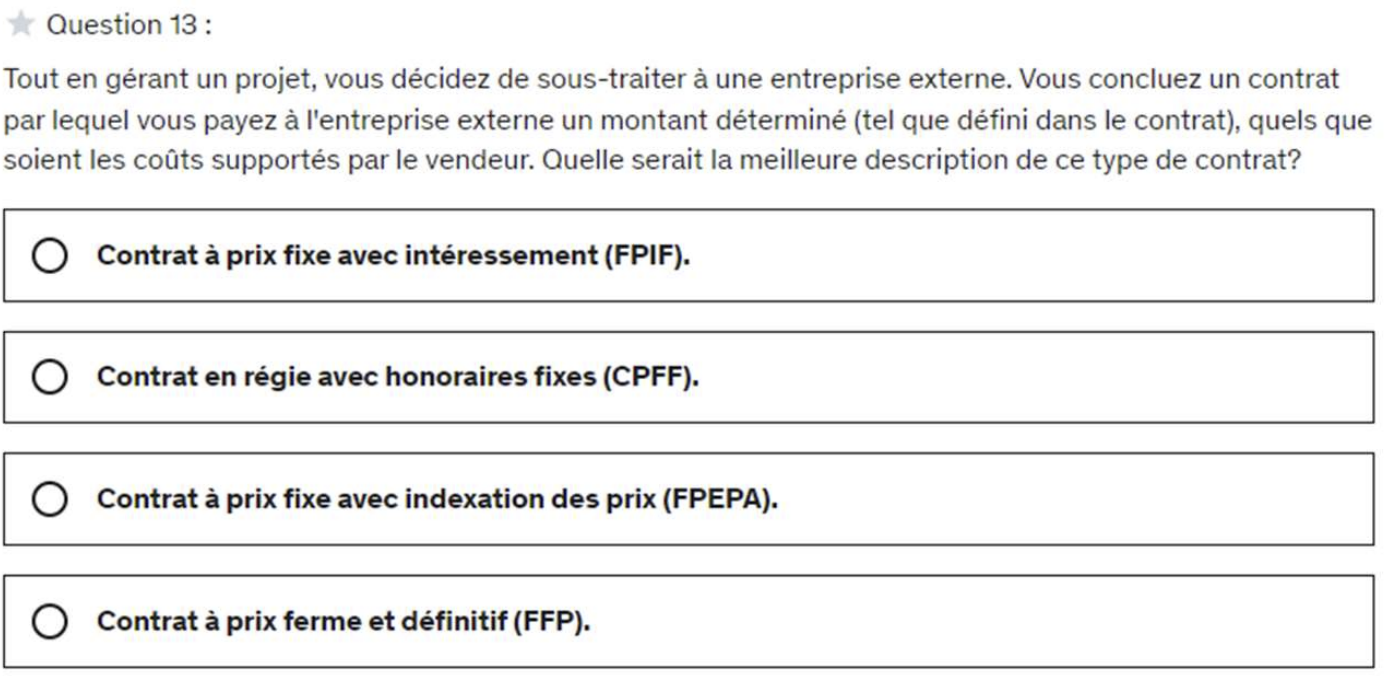 Question 13 :
Tout en gérant un projet, vous décidez de sous-traiter à une entreprise externe. Vous concluez un contrat
par lequel vous payez à l'entreprise externe un montant déterminé (tel que défini dans le contrat), quels que
soient les coûts supportés par le vendeur. Quelle serait la meilleure description de ce type de contrat?
Contrat à prix fixe avec intéressement (FPIF).
Contrat en régie avec honoraires fixes (CPFF).
Contrat à prix fixe avec indexation des prix (FPEPA).
Contrat à prix ferme et définitif (FFP).